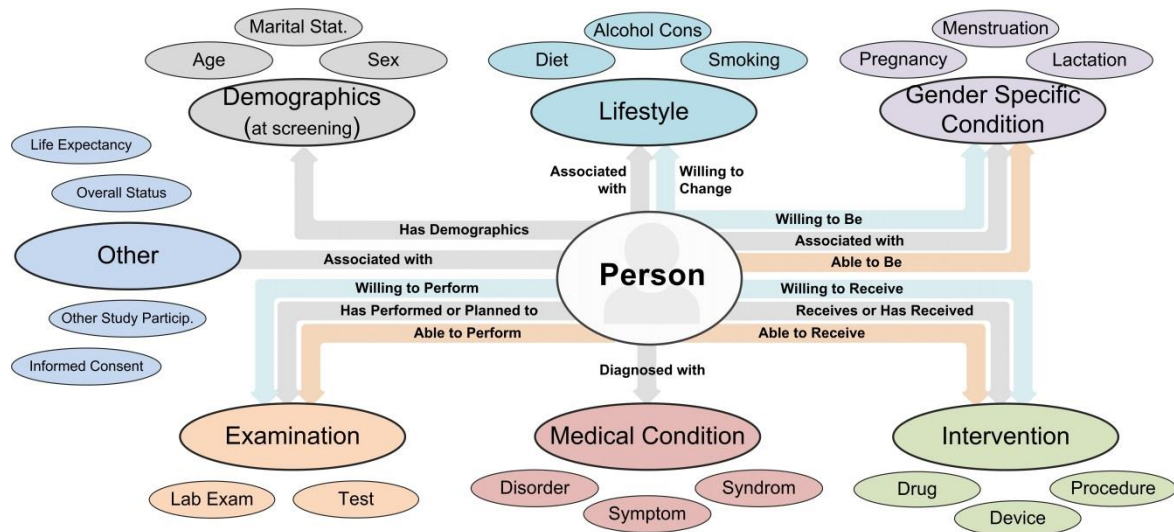 Marital Stat.
Age
Sex
Demographics
(at screening)
Alcohol Cons
Diet
Smoking
Lifestyle
Menstruation
Pregnancy
Lactation
Gender Specific
Condition
Life Expectancy
Overall Status
Other
Other Study Particip.
Informed Consent
Associated
with
Willing to
Change
Has Demographics
Associated with
Willing to Be
Associated with
Able to Be
Person
Willing to Perform
Has Performed or Planned to
Able to Perform
Willing to Receive
Receives or Has Received
Able to Receive
Diagnosed with
Examination
Lab Exam
Test
Medical Condition
Disorder
Symptom
Syndrom
Intervention
Drug
Device
Procedure